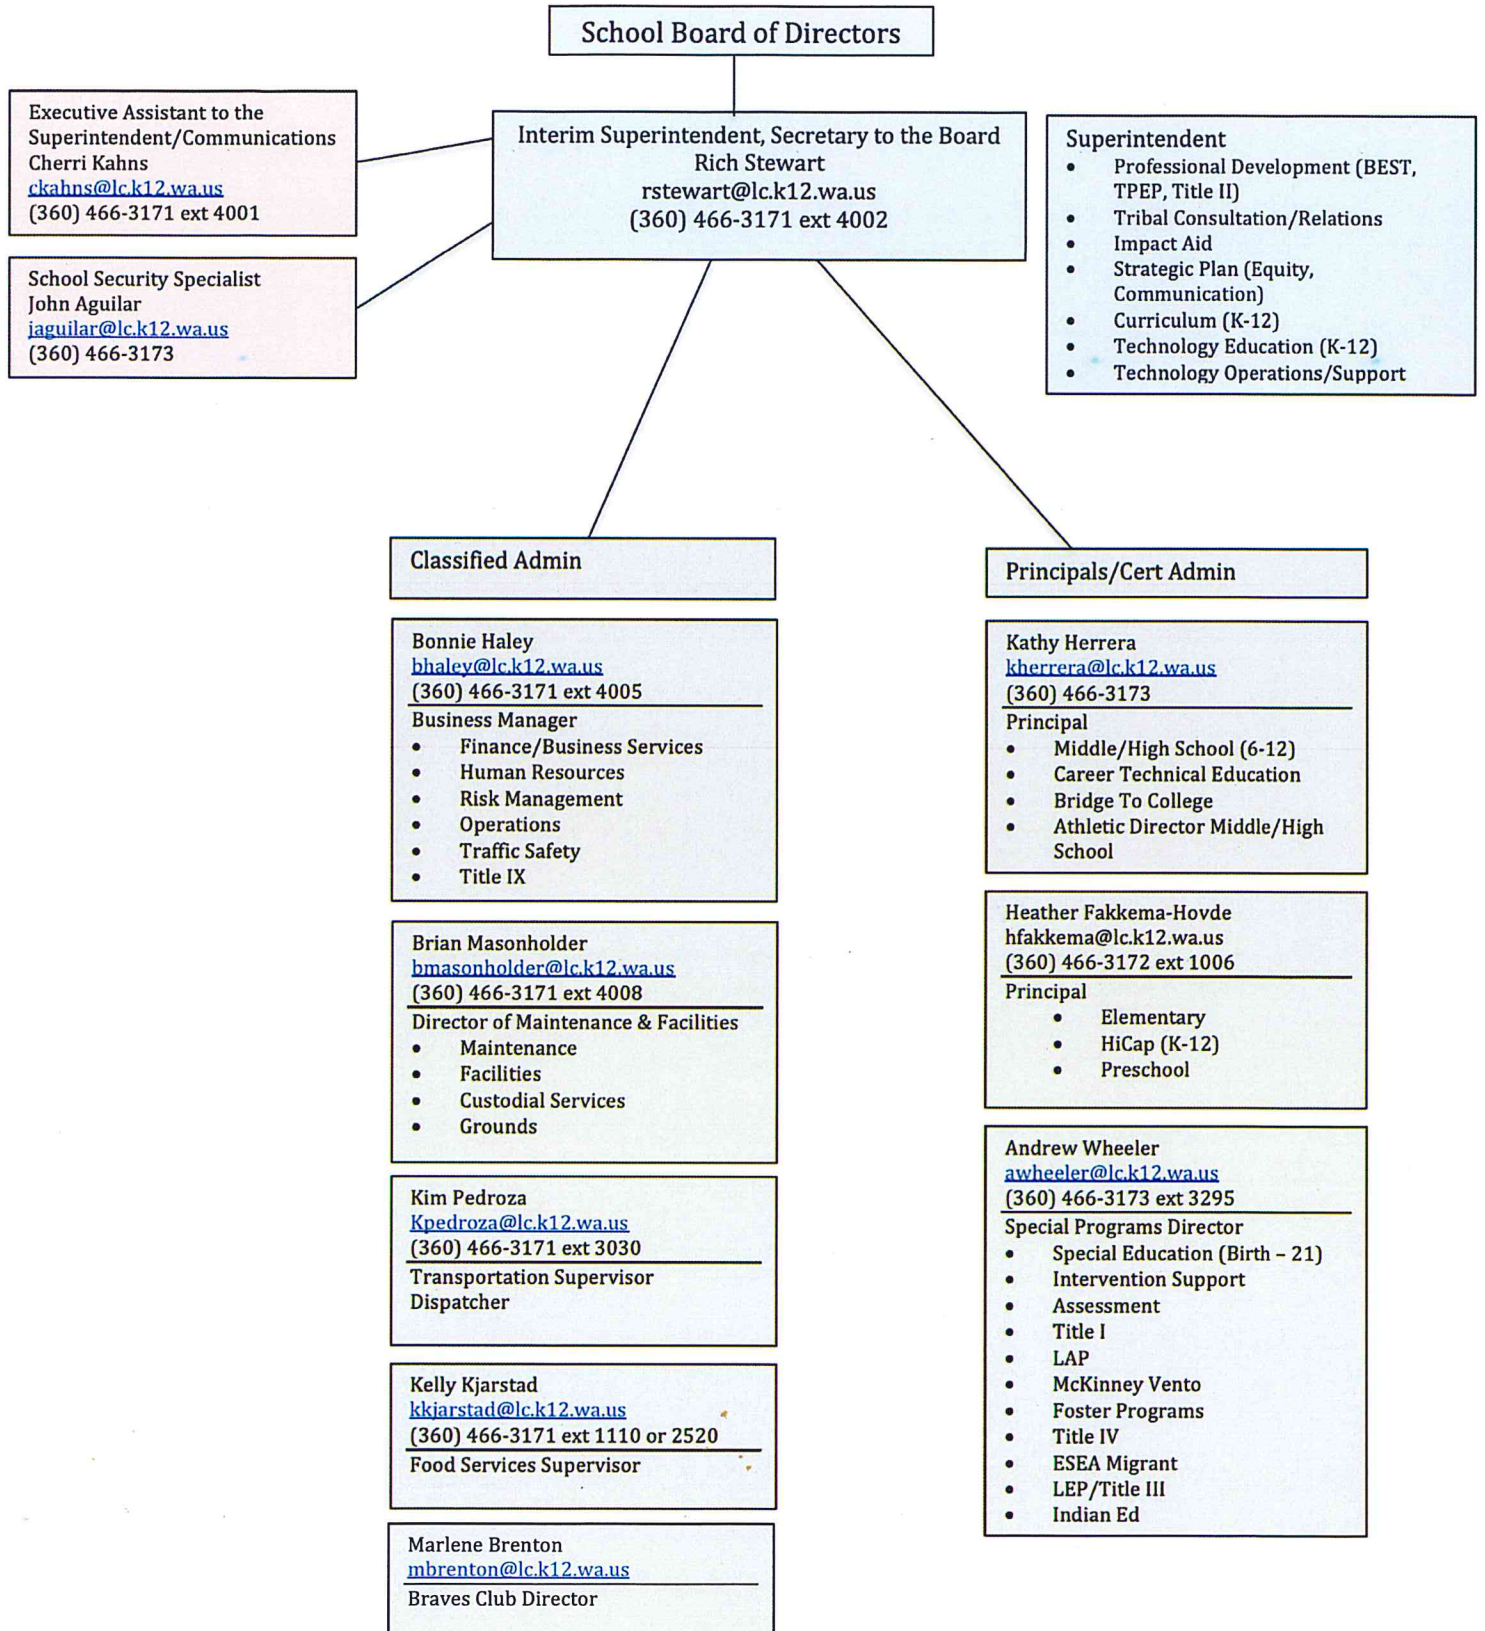 School Board of Directors
Executive Assistant to the
Superintendent/Communications
Cherri Kahns
ckahns@lc.k12.wa.us
(360) 466-3171 ext 4001
School Security Specialist
John Aguilar
jaguilar@lc.k12.wa.us
(360) 466-3173
Interim Superintendent, Secretary to the Board
Rich Stewart
rstewart@lc.k12.wa.us
(360) 466-3171 ext 4002
Superintendent
• Professional Development (BEST,
TPEP, Title II)
• Tribal Consultation/Relations
• Impact Aid
• Strategic Plan (Equity,
Communication)
• Curriculum (K-12)
• Technology Education (K-12)
• Technology Operations/Support
Classified Admin
Bonnie Haley
bhaley@lc.k12.wa.us
(360) 466-3171 ext 4005
Business Manager
• Finance/Business Services
• Human Resources
• Risk Management
• Operations
• Traffic Safety
• Title IX
Brian Masonholder
bmasonholder@lc.k12.wa.us
(360) 466-3171 ext 4008
Director of Maintenance & Facilities
• Maintenance
• Facilities
• Custodial Services
• Grounds
Kim Pedroza
Kpedroza@lc.k12.wa.us
(360) 466-3171 ext 3030
Transportation Supervisor
Dispatcher
Kelly Kjarstad
kkjarstad@lc.k12.wa.us
(360) 466-3171 ext 1110 or 2520
Food Services Supervisor
Marlene Brenton
mbrenton@lc.k12.wa.us
Braves Club Director
Principals/Cert Admin
Kathy Herrera
kherrera@lc.k12.wa.us
(360) 466-3173
Principal
• Middle/High School (6-12)
• Career Technical Education
• Bridge To College
• Athletic Director Middle/High
School
Heather Fakkema-Hovde
hfakkema@lc.k12.wa.us
(360) 466-3172 ext 1006
Principal
• Elementary
• HiCap (K-12)
• Preschool
Andrew Wheeler
awheeler@lc.k12.wa.us
(360) 466-3173 ext 3295
Special Programs Director
• Special Education (Birth – 21)
• Intervention Support
• Assessment
• Title I
• LAP
• McKinney Vento
• Foster Programs
• Title IV
• ESEA Migrant
• LEP/Title III
• Indian Ed